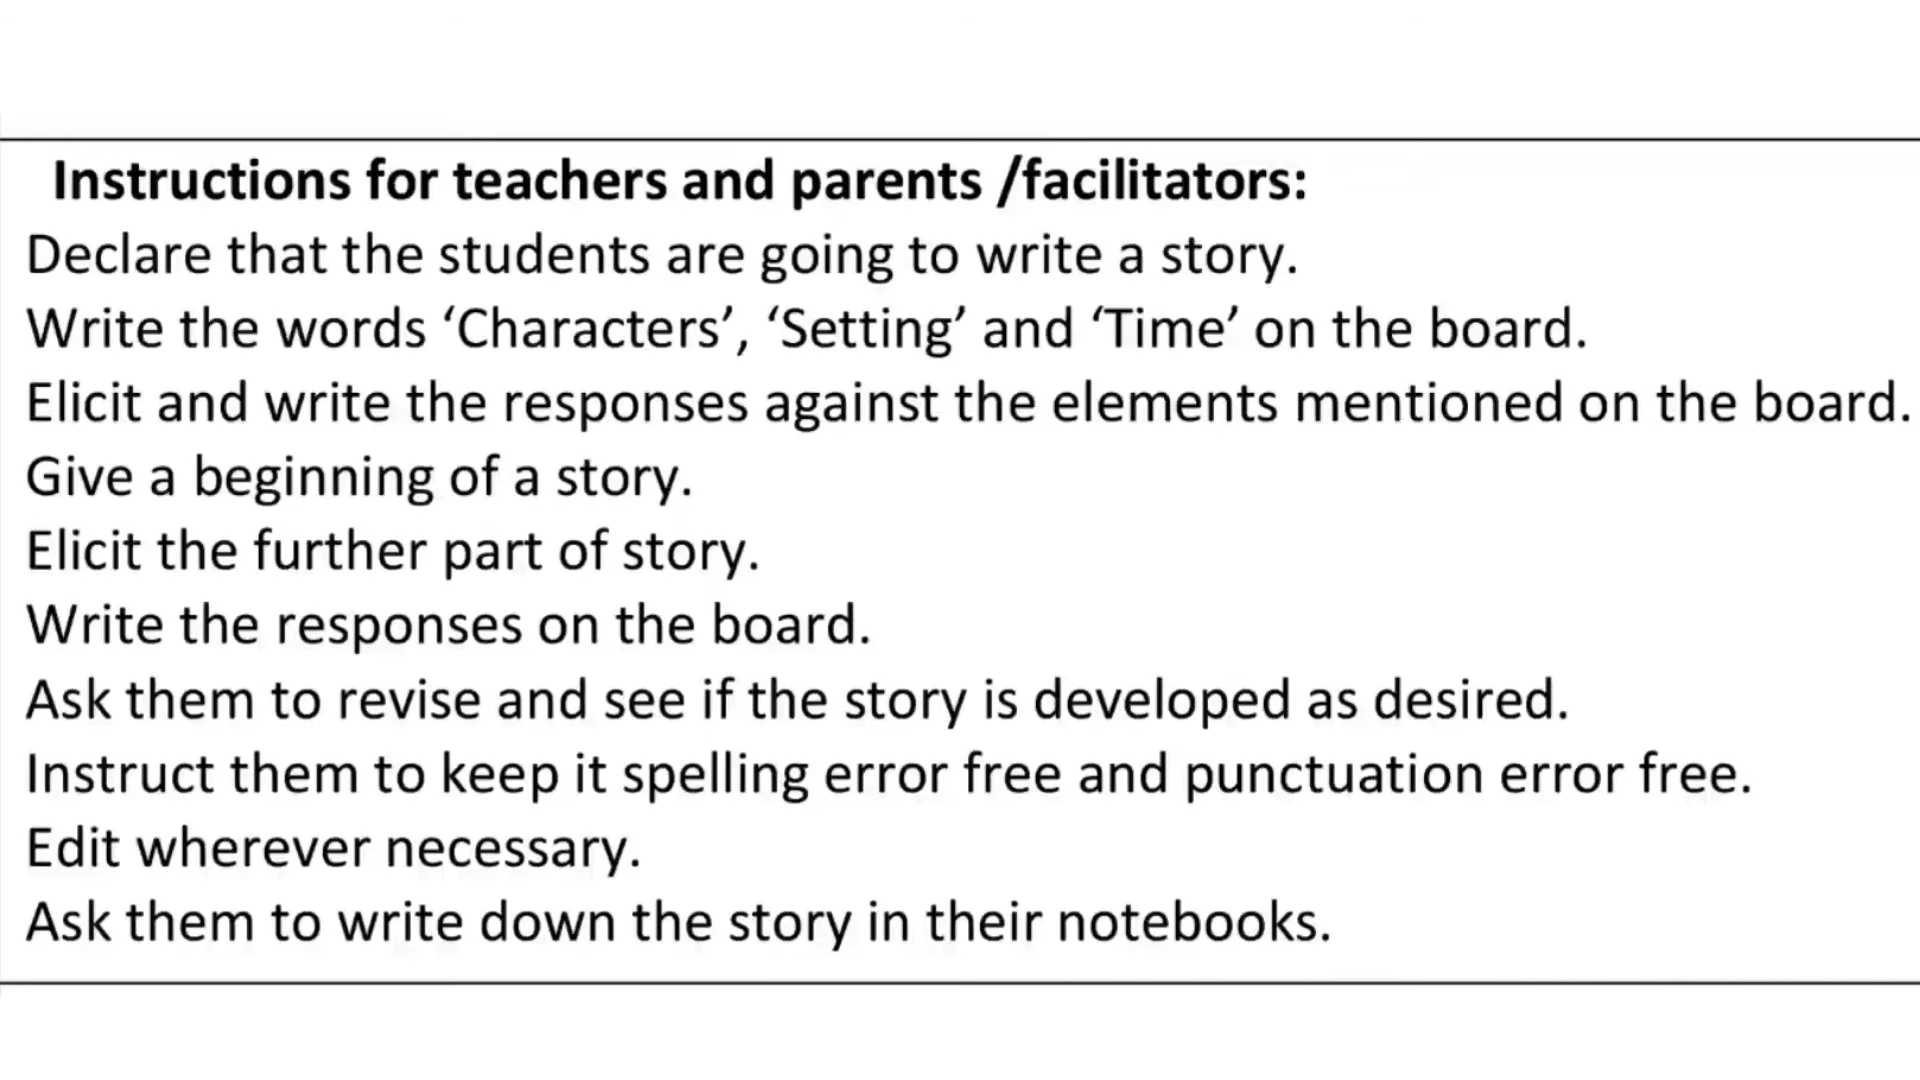 Instructions for teachers and parents /facilitators:
Declare that the students are going to write a story.
Write the words ‘Characters’, ‘Setting’ and ‘Time’ on the board.
Elicit and write the responses against the elements mentioned on the board.
Give a beginning of a story.
Elicit the further part of story.
Write the responses on the board.
Ask them to revise and see if the story is developed as desired.
Instruct them to keep it spelling error free and punctuation error free.
Edit wherever necessary.
Ask them to write down the story in their notebooks.